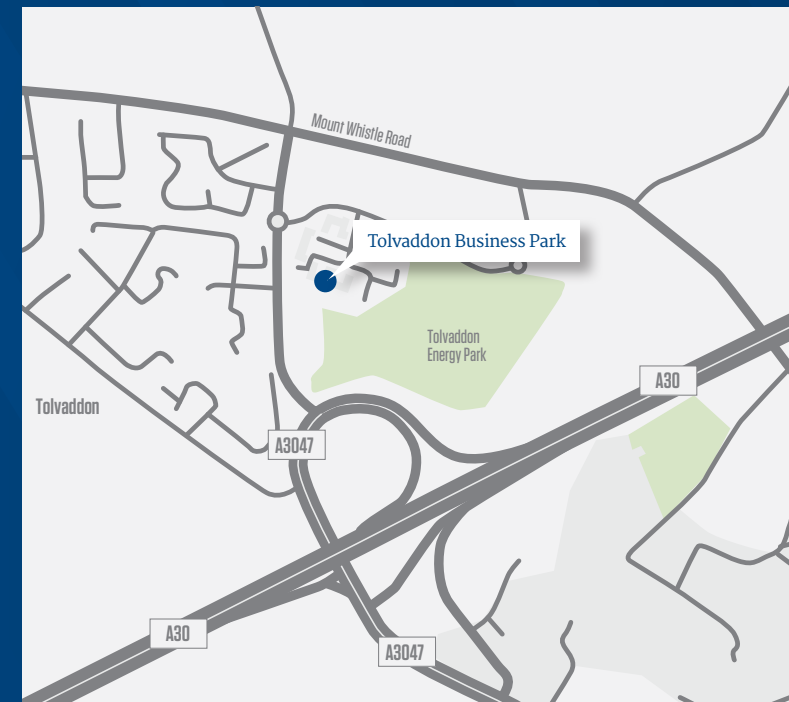 Mount Whistle Road
Tolvaddon Business Park
Tolvaddon
Energy Park
A30
Tolvaddon
A3047
A30
A3047